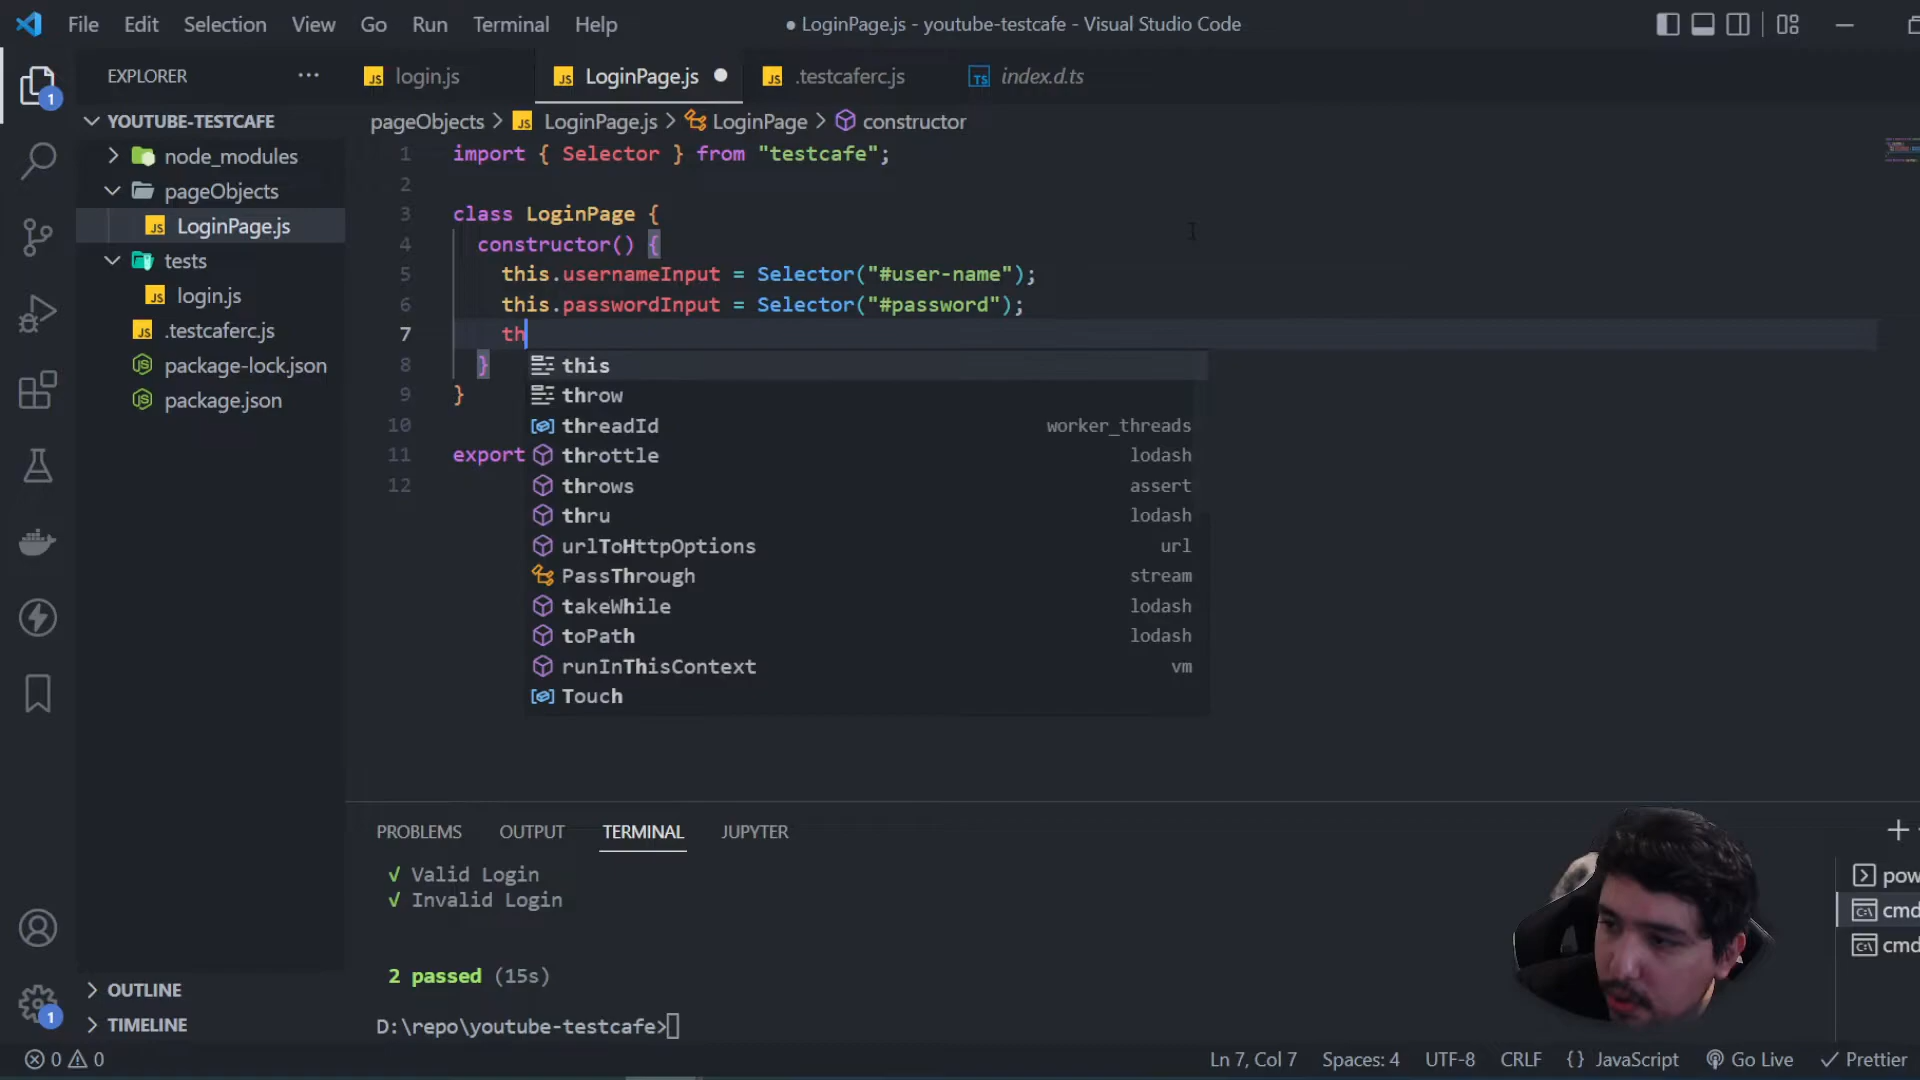 File Edit Selection View Go Run Terminal Help
● LoginPage.js - youtube-testcafe - Visual Studio Code
EXPLORER ···
login.js
LoginPage.js
.testcaferc.js
index.d.ts
1
YOUTUBE-TESTCAFE
node_modules
pageObjects
LoginPage.js
tests
login.js
.testcaferc.js
package-lock.json
package.json
pageObjects > LoginPage.js > LoginPage > constructor
1 import { Selector } from "testcafe";
2
3 class LoginPage {
4 constructor() {
5 this.usernameInput = Selector("#user-name");
6 this.passwordInput = Selector("#password");
7 th
8 }
9 }
10
11 export
12
this
throw
threadId worker_threads
throttle lodash
throws assert
thru lodash
urlToHttpOptions url
PassThrough stream
takeWhile lodash
toPath lodash
runInThisContext vm
Touch
PROBLEMS OUTPUT TERMINAL JUPYTER
√ Valid Login
√ Invalid Login
2 passed (15s)
D:\repo\youtube-testcafe>
pow
cmd
cmd
OUTLINE
TIMELINE
1
0 0
Ln 7, Col 7 Spaces: 4 UTF-8 CRLF {} JavaScript Go Live Prettier